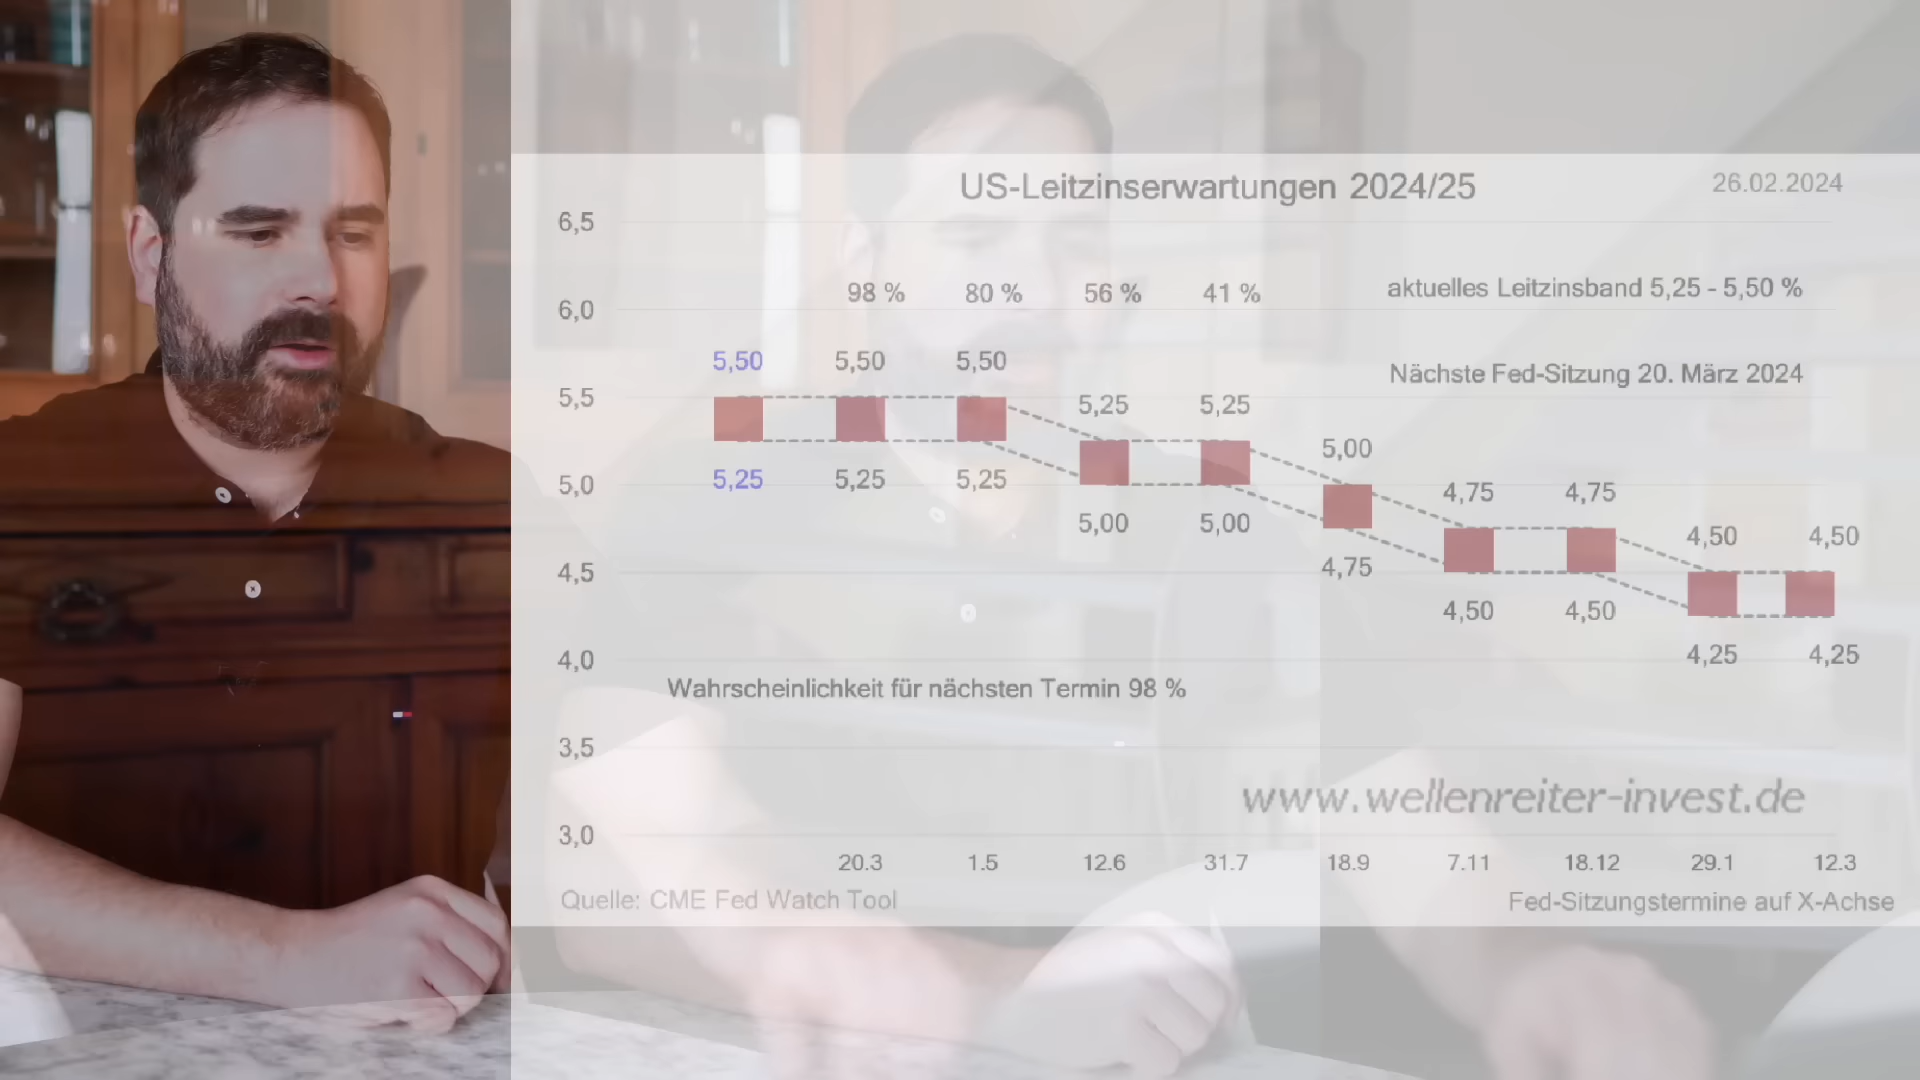 US-Leitzinserwartungen 2024/25
26.02.2024
6,5
98 % 80 % 56 % 41 %
aktuelles Leitzinsband 5,25 - 5,50 %
6,0
5,50 5,50 5,50
Nächste Fed-Sitzung 20. März 2024
5,5
5,25 5,25
5,00
5,25 5,25 5,25
5,0
4,75 4,75
5,00 5,00
4,50 4,50
4,75
4,5
4,50 4,50
4,25 4,25
4,0
Wahrscheinlichkeit für nächsten Termin 98 %
3,5
www.wellenreiter-invest.de
3,0
20.3 1.5 12.6 31.7 18.9 7.11 18.12 29.1 12.3
Quelle: CME Fed Watch Tool
Fed-Sitzungstermine auf X-Achse